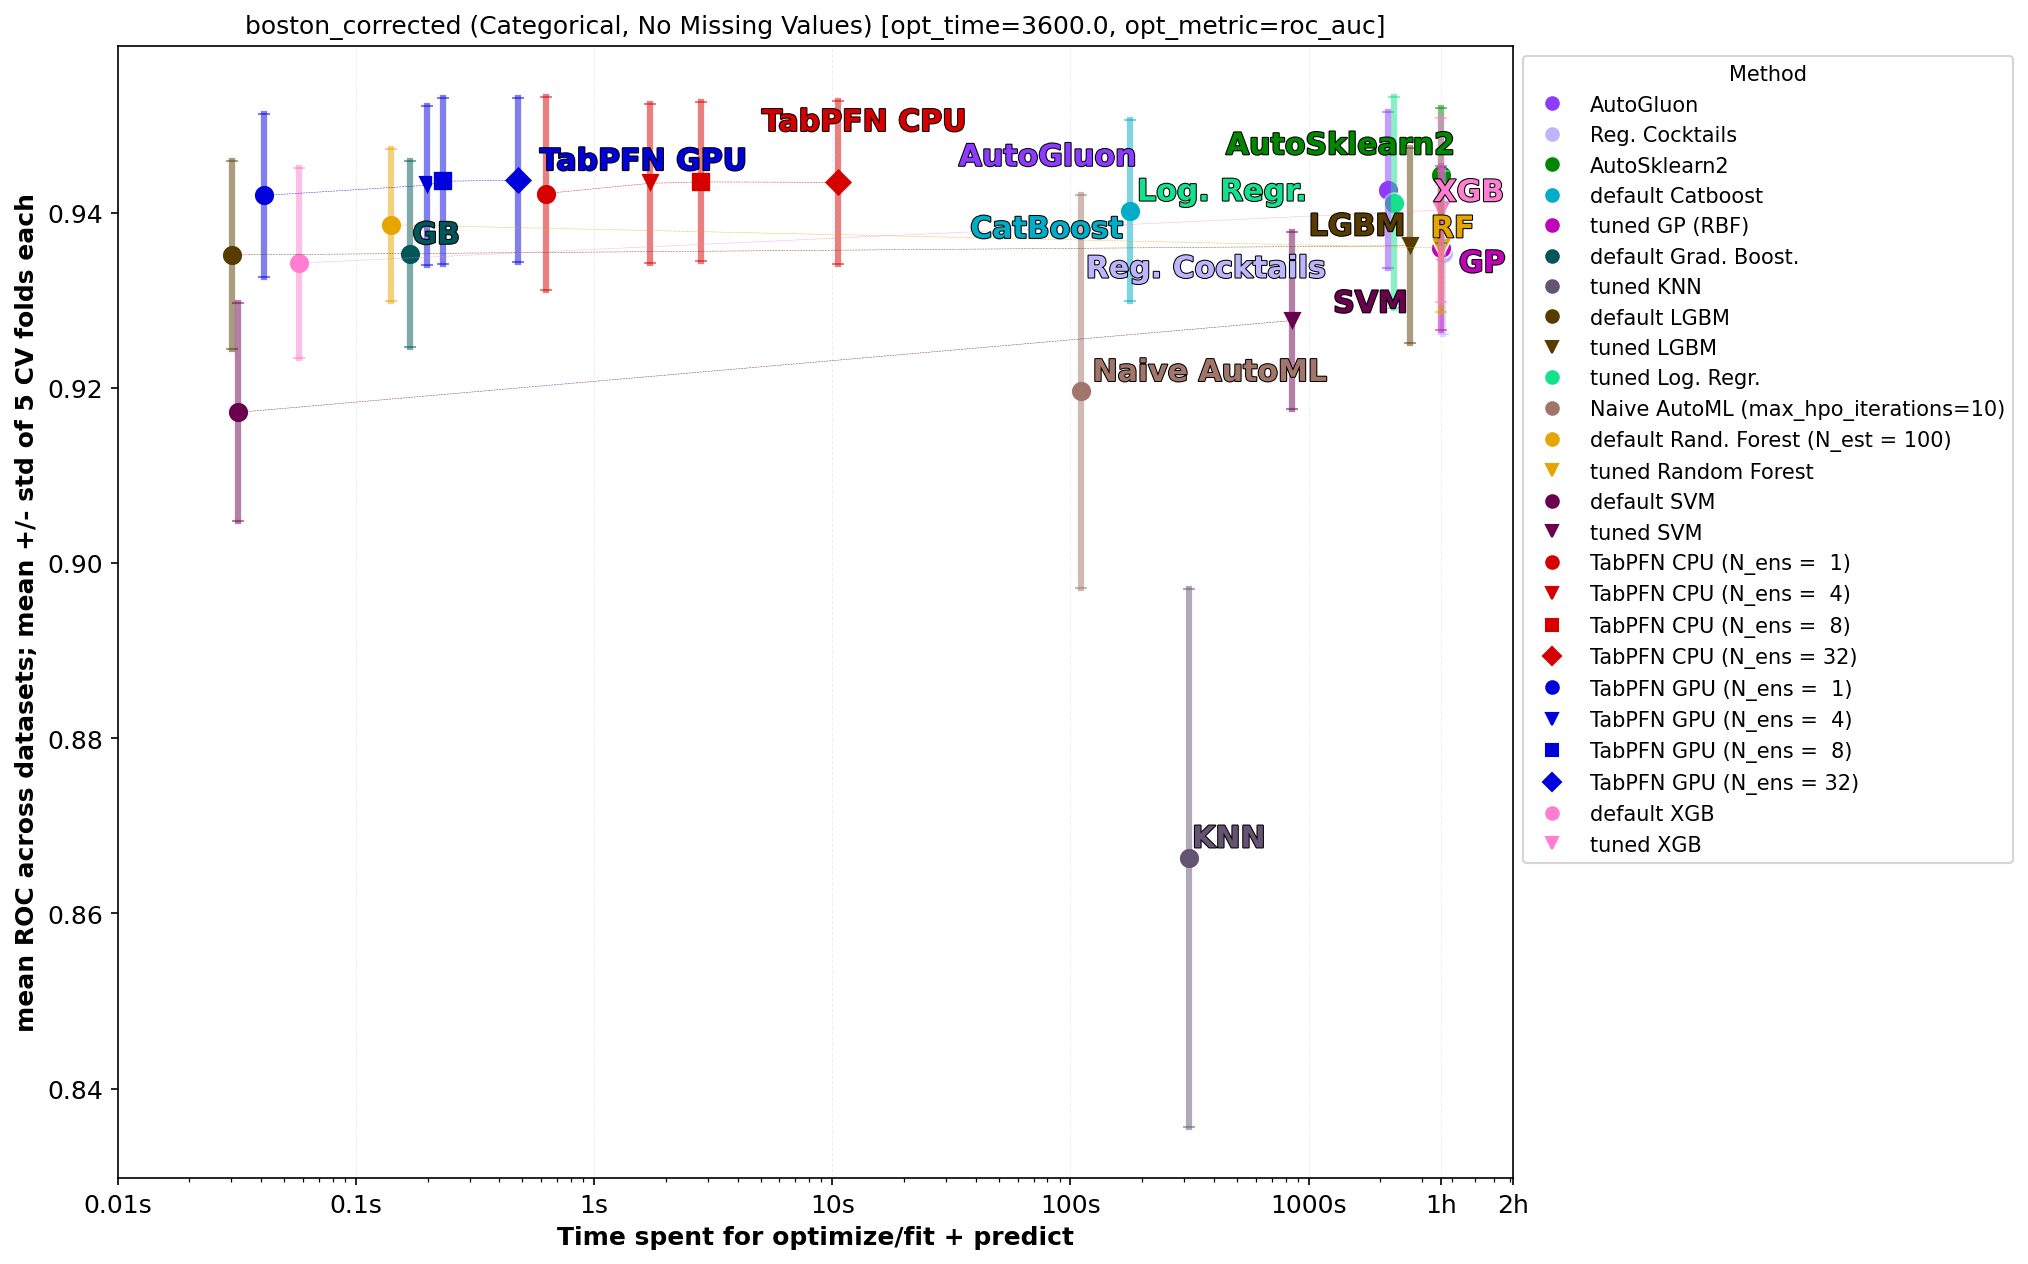 boston_corrected (Categorical, No Missing Values) [opt_time=3600.0, opt_metric=roc_auc]
mean ROC across datasets; mean +/- std of 5 CV folds each
0.94
0.92
0.90
0.88
0.86
0.84
TabPFN CPU
TabPFN GPU
AutoGluon
AutoSklearn2
Log. Regr.
XGB
CatBoost
GB
LGBM
RF
Reg. Cocktails
GP
SVM
Naive AutoML
KNN
0.01s
0.1s
1s
10s
100s
1000s
1h
2h
Time spent for optimize/fit + predict
Method
AutoGluon
Reg. Cocktails
AutoSklearn2
default Catboost
tuned GP (RBF)
default Grad. Boost.
tuned KNN
default LGBM
tuned LGBM
tuned Log. Regr.
Naive AutoML (max_hpo_iterations=10)
default Rand. Forest (N_est = 100)
tuned Random Forest
default SVM
tuned SVM
TabPFN CPU (N_ens =  1)
TabPFN CPU (N_ens =  4)
TabPFN CPU (N_ens =  8)
TabPFN CPU (N_ens = 32)
TabPFN GPU (N_ens =  1)
TabPFN GPU (N_ens =  4)
TabPFN GPU (N_ens =  8)
TabPFN GPU (N_ens = 32)
default XGB
tuned XGB